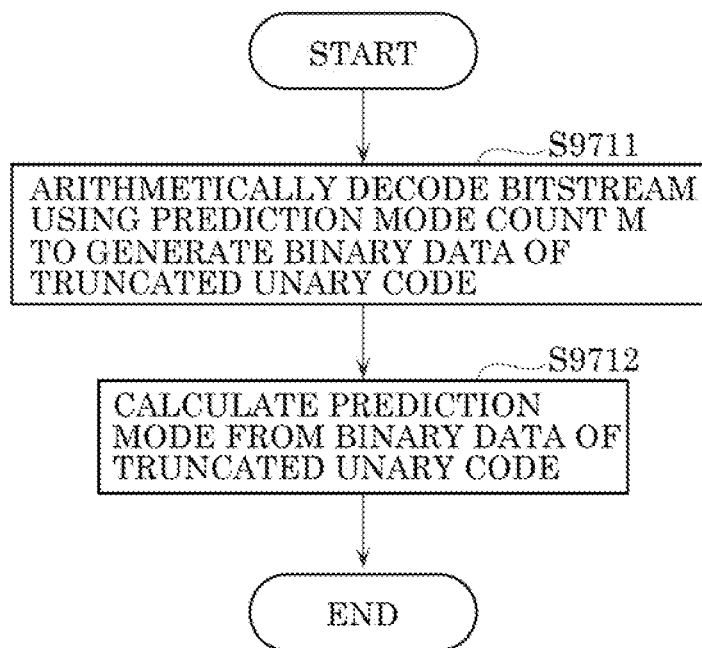 START
S9711
ARITHMETICALLY DECODE BITSTREAM
USING PREDICTION MODE COUNT M
TO GENERATE BINARY DATA OF
TRUNCATED UNARY CODE
S9712
CALCULATE PREDICTION
MODE FROM BINARY DATA OF
TRUNCATED UNARY CODE
END